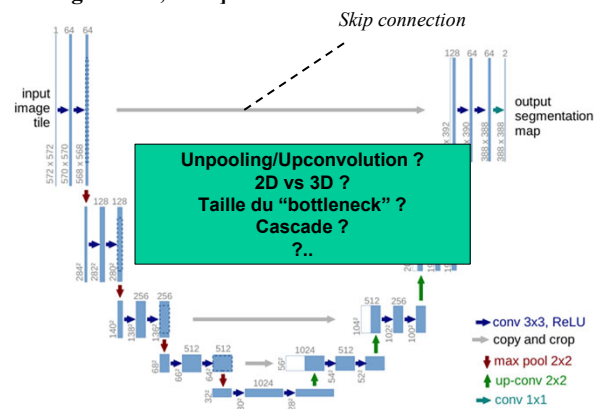 Skip connection
1 64 64
128 64 64 2
input
image
tile
output
segmentation
map
572 x 572
570 x 570
568 x 568
x 392
x 390
388 x 388
388 x 388
Unpooling/Upconvolution ?
2D vs 3D ?
Taille du “bottleneck” ?
Cascade ?
?..
128 128
284²
282²
280²
256 256
140²
138²
136²
512 256
104²
102²
100²
512 512
68²
66²
64²
1024 512
56²
54²
52²
1024
32²
30²
28²
conv 3x3, ReLU
copy and crop
max pool 2x2
up-conv 2x2
conv 1x1